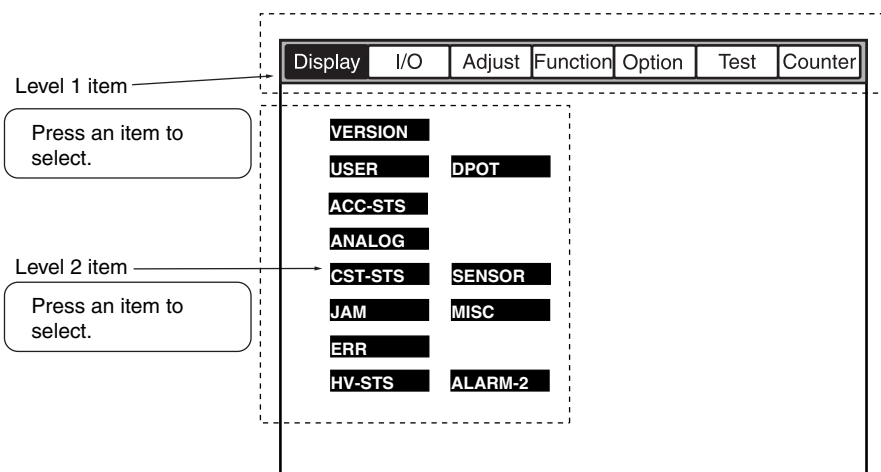 Display I/O Adjust Function Option Test Counter
Level 1 item
Press an item to
select.
VERSION
USER DPOT
ACC-STS
ANALOG
Level 2 item
CST-STS SENSOR
Press an item to
select.
JAM MISC
ERR
HV-STS ALARM-2